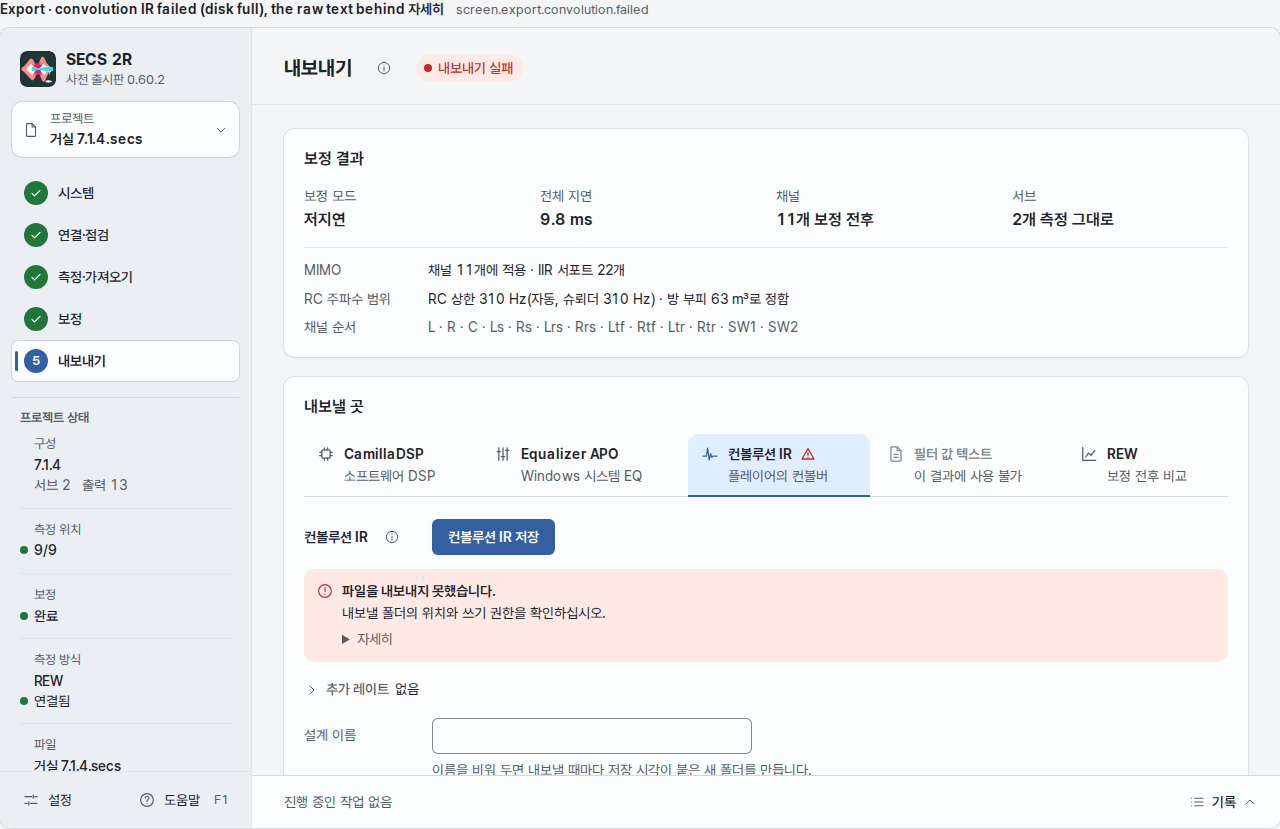 Export · convolution IR failed (disk full), the raw text behind 자세히 screen.export.convolution.failed
SECS 2R
사전 출시판 0.60.2
프로젝트
거실 7.1.4.secs
시스템
연결·점검
측정·가져오기
보정
5 내보내기
프로젝트 상태
구성
7.1.4
서브 2 출력 13
측정 위치
9/9
보정
완료
측정 방식
REW
연결됨
파일
거실 7.1.4.secs
설정
도움말 F1
내보내기
내보내기 실패
보정 결과
보정 모드
저지연
전체 지연
9.8 ms
채널
11개 보정 전후
서브
2개 측정 그대로
MIMO 채널 11개에 적용 · IIR 서포트 22개
RC 주파수 범위 RC 상한 310 Hz(자동, 슈뢰더 310 Hz) · 방 부피 63 m³로 정합
채널 순서 L · R · C · Ls · Rs · Lrs · Rrs · Ltf · Rtf · Ltr · Rtr · SW1 · SW2
내보낼 곳
CamillaDSP
소프트웨어 DSP
Equalizer APO
Windows 시스템 EQ
컨볼루션 IR
플레이어의 컨볼버
필터 값 텍스트
이 결과에 사용 불가
REW
보정 전후 비교
컨볼루션 IR
컨볼루션 IR 저장
파일을 내보내지 못했습니다.
내보낼 폴더의 위치와 쓰기 권한을 확인하십시오.
자세히
추가 레이트 없음
설계 이름
이름을 비워 두면 내보낼 때마다 저장 시각이 붙은 새 폴더를 만듭니다.
진행 중인 작업 없음
기록